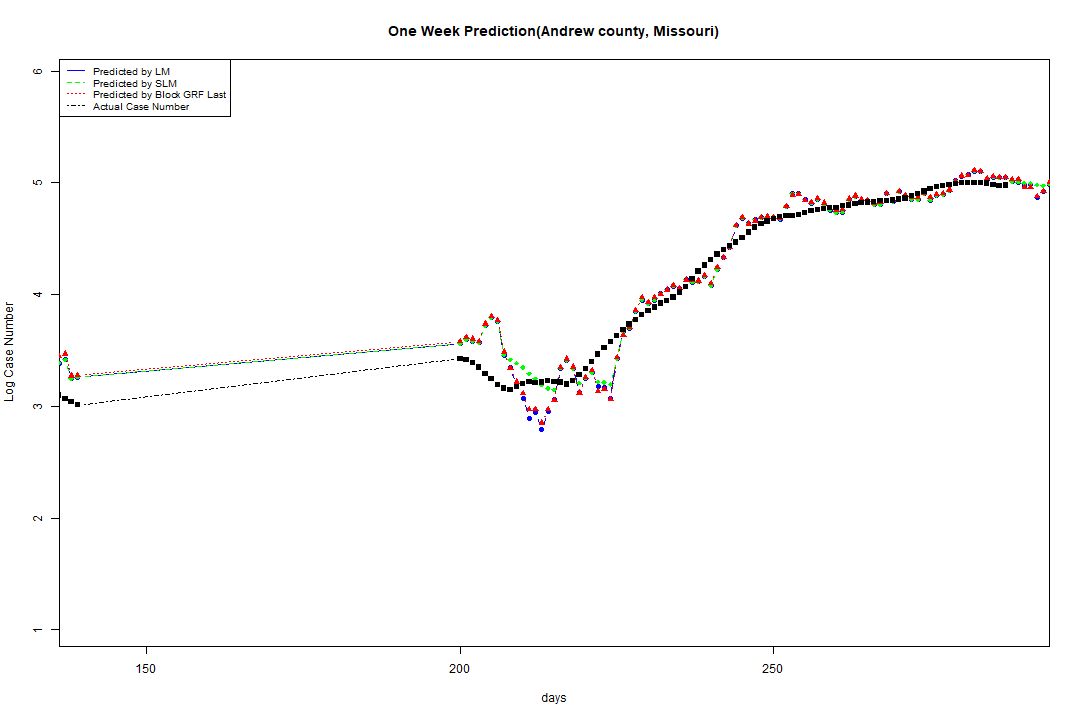 One Week Prediction(Andrew county, Missouri)
Predicted by LM
Predicted by SLM
Predicted by Block GRF Last
Actual Case Number
6
5
4
3
2
1
Log Case Number
150
200
250
days